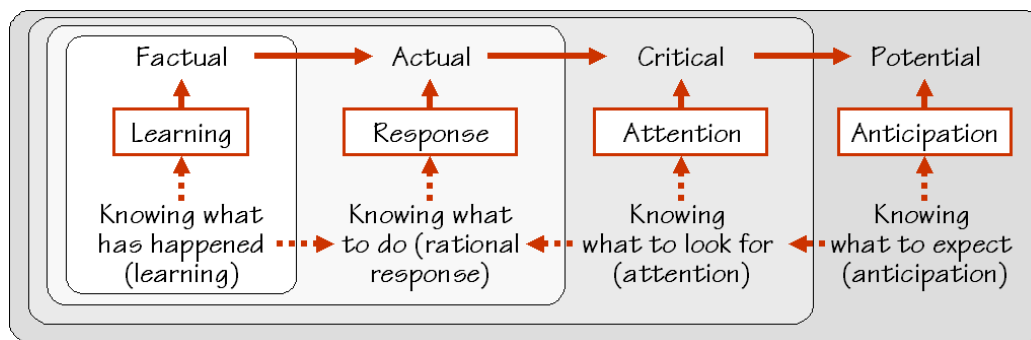 Factual
Actual
Critical
Potential
Learning
Response
Attention
Anticipation
Knowing what
has happened
(learning)
Knowing what
to do (rational
response)
Knowing
what to look for
(attention)
Knowing
what to expect
(anticipation)